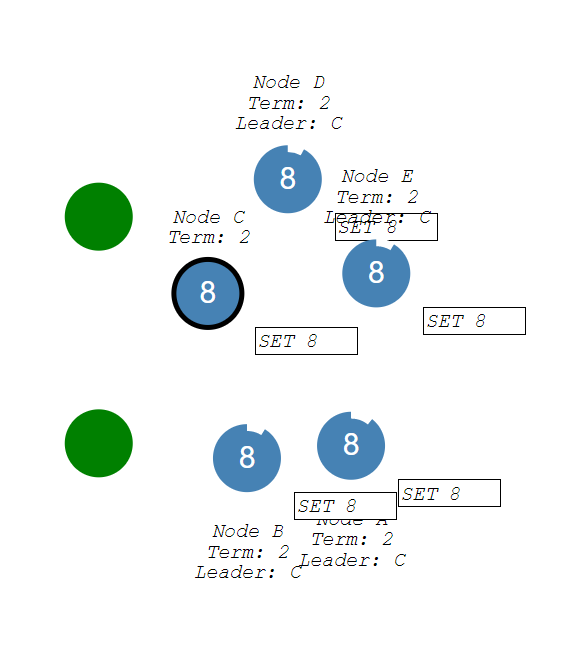 Node D
Term: 2
Leader: C
8
Node E
Term: 2
Leader: C
SET 8
8
SET 8
Node C
Term: 2
8
SET 8
8
SET 8
Node B
Term: 2
Leader: C
8
SET 8
Node A
Term: 2
Leader: C